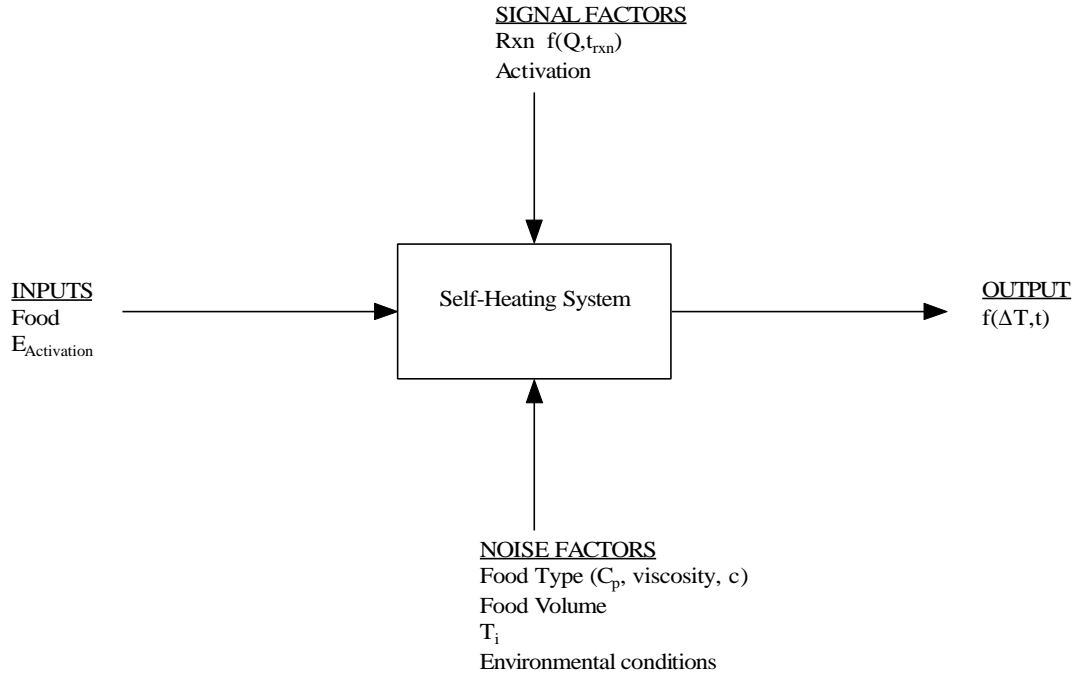 SIGNAL FACTORS
Rxn f(Q,t_rxn)
Activation
INPUTS
Food
E_Activation
Self-Heating System
OUTPUT
f(ΔT,t)
NOISE FACTORS
Food Type (C_p, viscosity, c)
Food Volume
T_i
Environmental conditions